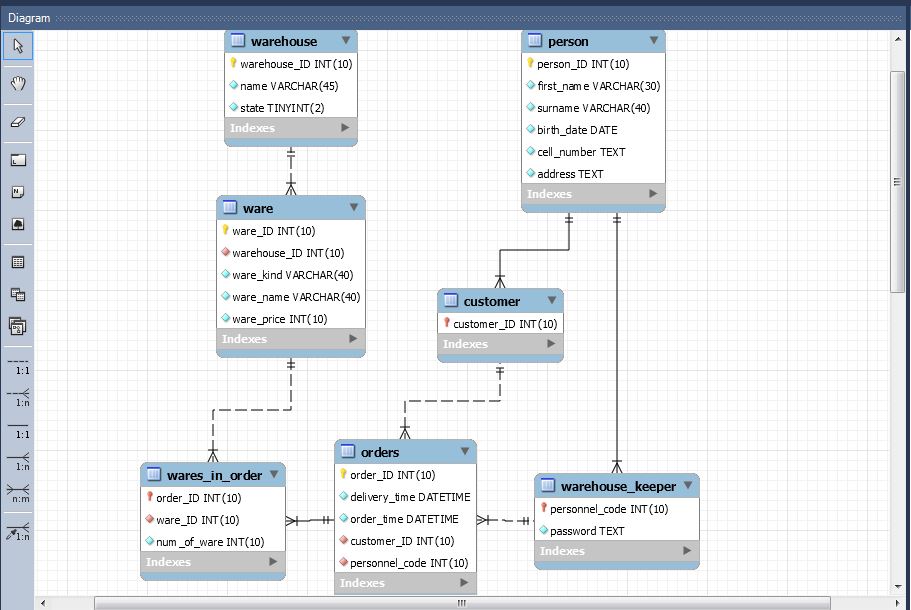 Diagram
warehouse
warehouse_ID INT(10)
name VARCHAR(45)
state TINYINT(2)
Indexes
person
person_ID INT(10)
first_name VARCHAR(30)
surname VARCHAR(40)
birth_date DATE
cell_number TEXT
address TEXT
Indexes
ware
ware_ID INT(10)
warehouse_ID INT(10)
ware_kind VARCHAR(40)
ware_name VARCHAR(40)
ware_price INT(10)
Indexes
customer
customer_ID INT(10)
Indexes
wares_in_order
order_ID INT(10)
ware_ID INT(10)
num_of_ware INT(10)
Indexes
orders
order_ID INT(10)
delivery_time DATETIME
order_time DATETIME
customer_ID INT(10)
personnel_code INT(10)
Indexes
warehouse_keeper
personnel_code INT(10)
password TEXT
Indexes
1:1
1:n
1:1
1:n
n:m
1:n